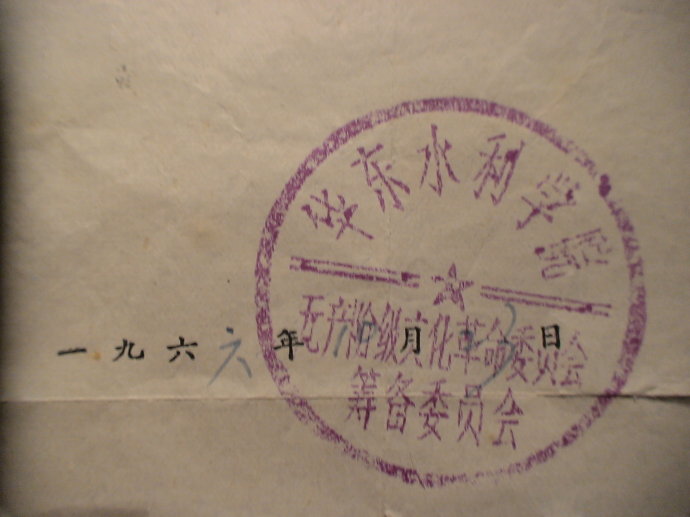 华东水利学院
无产阶级文化革命委员会
筹备委员会
一九六六年 月 日